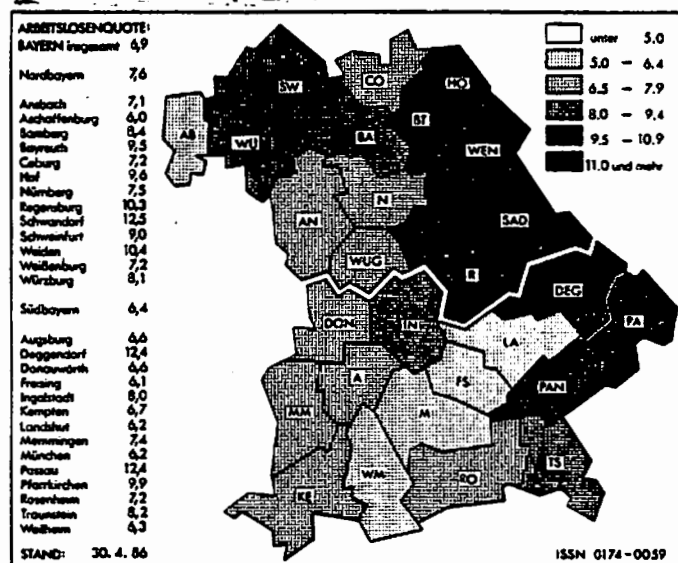 ARBEITSLOSENQUOTE:
BAYERN insgesamt 6,9
Nordbayern 7,6
Ansbach 7,1
Aschaffenburg 6,0
Bamberg 8,4
Bayreuth 9,5
Coburg 7,2
Hof 9,6
Nürnberg 7,5
Regensburg 10,3
Schwandorf 12,5
Schweinfurt 9,0
Weiden 10,4
Weißenburg 7,2
Würzburg 8,1
Südbayern 6,4
Augsburg 6,6
Deggendorf 12,4
Donauwörth 6,6
Freising 6,1
Ingolstadt 8,0
Kempten 6,7
Landshut 6,2
Memmingen 7,4
München 6,2
Passau 12,4
Pfarrkirchen 9,9
Rosenheim 7,2
Traunstein 8,2
Weilheim 6,3
STAND: 30. 4. 86
unter 5.0
5.0 – 6.4
6.5 – 7.9
8.0 – 9.4
9.5 – 10.9
11.0 und mehr
CO
HO
SW
AB
WÜ
BA
BT
WEN
N
AN
SAD
WUG
R
DEG
PA
DON
IN
LA
FS
PAN
A
MM
M
WM
RO
TS
KE
ISSN 0174-0059